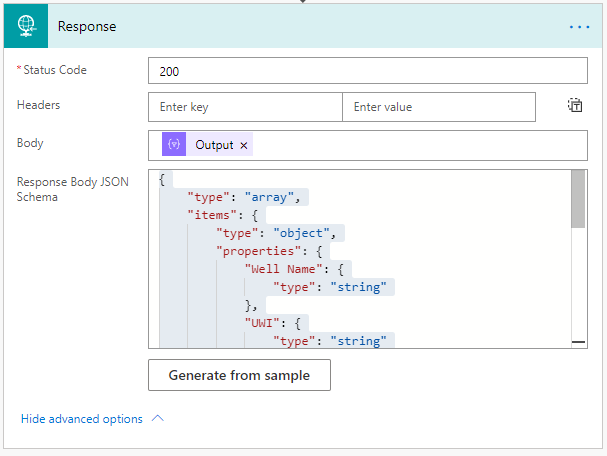 Response
...
* Status Code
200
Headers
Enter key
Enter value
Body
Output
Response Body JSON
Schema
{
"type": "array",
"items": {
"type": "object",
"properties": {
"Well Name": {
"type": "string"
},
"UWI": {
"type": "string"
Generate from sample
Hide advanced options